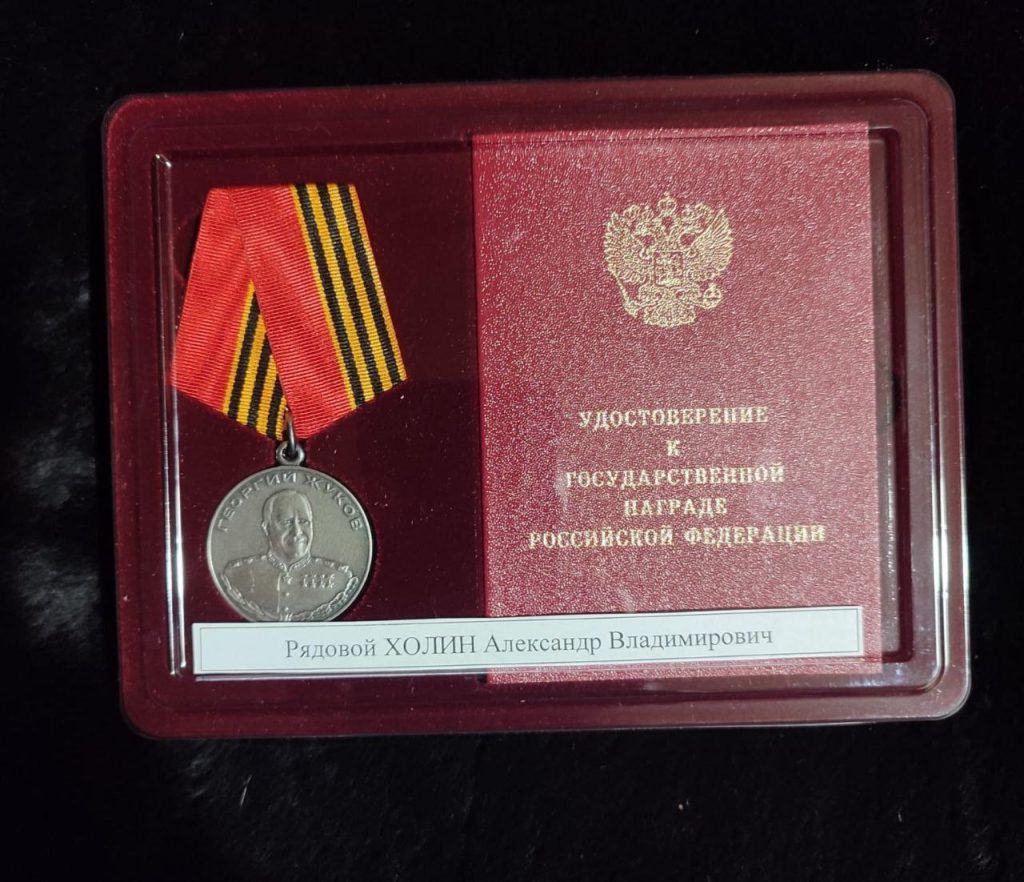 ГЕОРГИЙ ЖУКОВ
УДОСТОВЕРЕНИЕ
К
ГОСУДАРСТВЕННОЙ
НАГРАДЕ
РОССИЙСКОЙ ФЕДЕРАЦИИ
Рядовой ХОЛИН Александр Владимирович